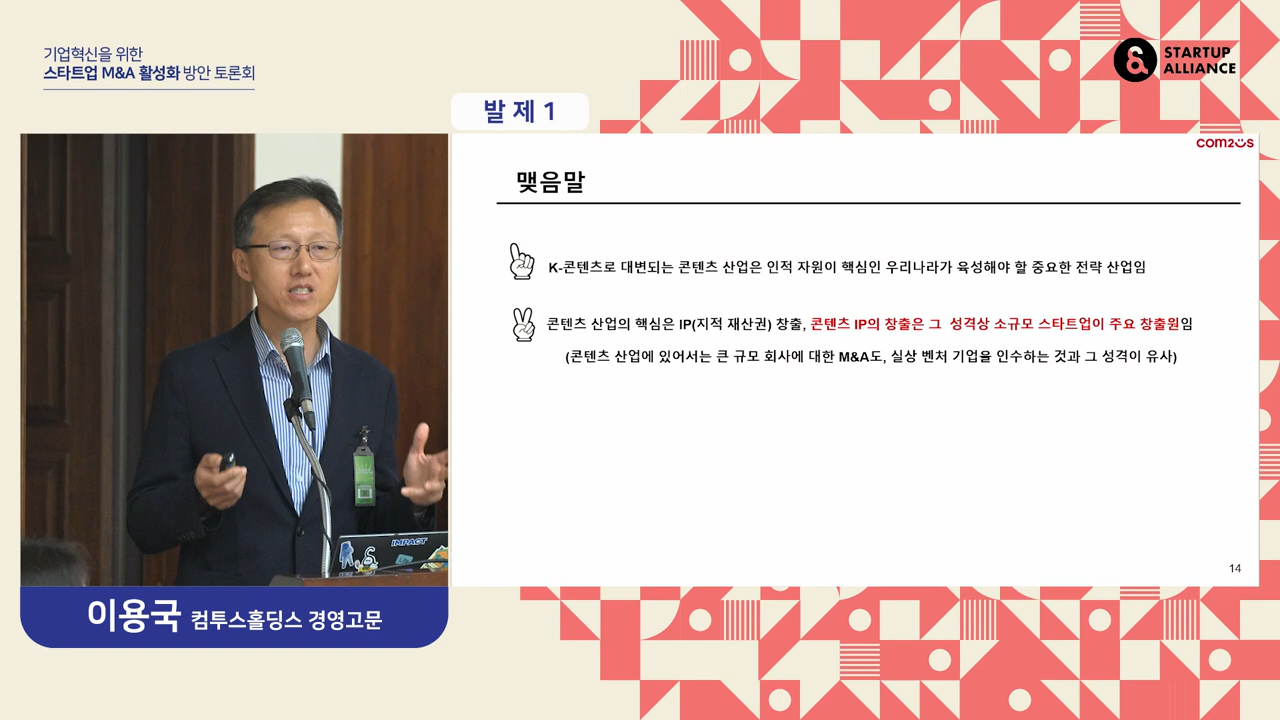 기업혁신을 위한
스타트업 M&A 활성화 방안 토론회
STARTUP
ALLIANCE
발 제 1
com2us
맺음말
K-콘텐츠로 대변되는 콘텐츠 산업은 인적 자원이 핵심인 우리나라가 육성해야 할 중요한 전략 산업임
콘텐츠 산업의 핵심은 IP(지적 재산권) 창출, 콘텐츠 IP의 창출은 그 성격상 소규모 스타트업이 주요 창출원임
(콘텐츠 산업에 있어서는 큰 규모 회사에 대한 M&A도, 실상 벤처 기업을 인수하는 것과 그 성격이 유사)
IMPACT
14
이용국 컴투스홀딩스 경영고문